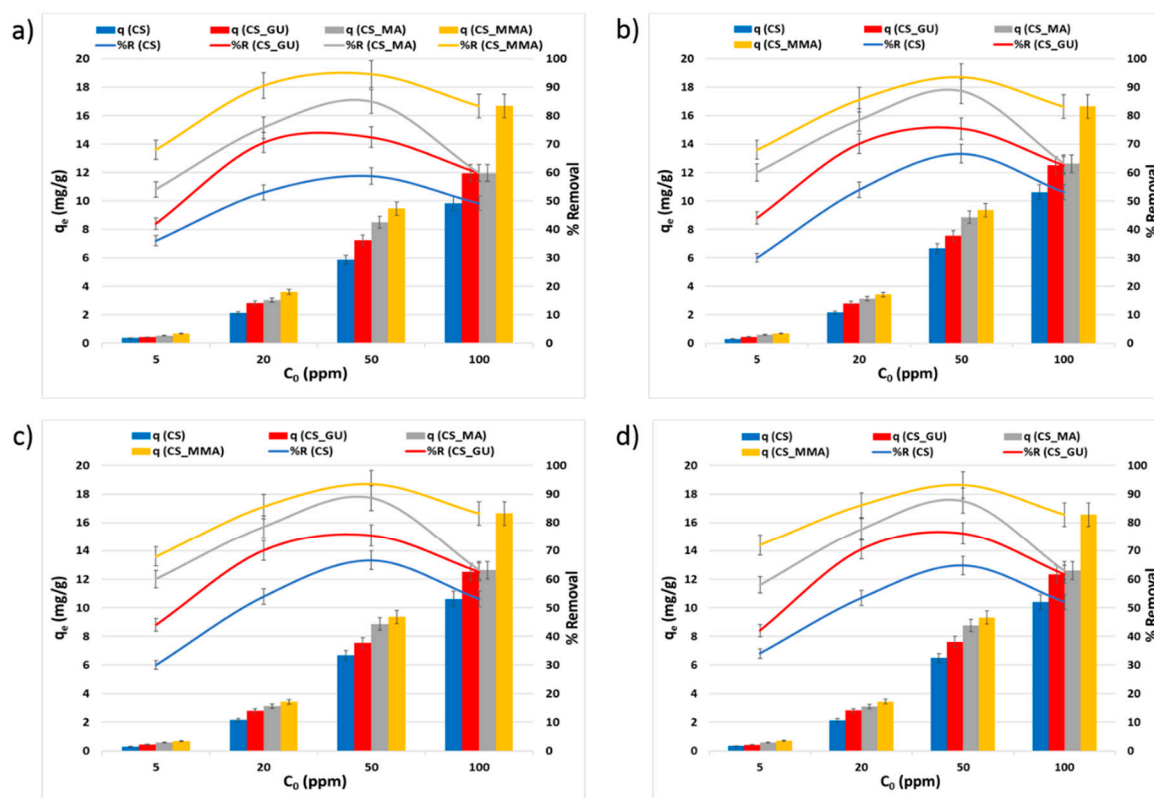 a)
q (CS) q (CS_GU) q (CS_MA) q (CS_MMA)
%R (CS) %R (CS_GU) %R (CS_MA) %R (CS_MMA)
20 18 16 14 12 10 8 6 4 2 0
qe (mg/g)
100 90 80 70 60 50 40 30 20 10 0
% Removal
5 20 50 100
C0 (ppm)
b)
q (CS) q (CS_GU) q (CS_MA)
q (CS_MMA) %R (CS) %R (CS_GU)
20 18 16 14 12 10 8 6 4 2 0
qe (mg/g)
100 90 80 70 60 50 40 30 20 10 0
% Removal
5 20 50 100
C0 (ppm)
c)
q (CS) q (CS_GU) q (CS_MA)
q (CS_MMA) %R (CS) %R (CS_GU)
20 18 16 14 12 10 8 6 4 2 0
qe (mg/g)
100 90 80 70 60 50 40 30 20 10 0
% Removal
5 20 50 100
C0 (ppm)
d)
q (CS) q (CS_GU) q (CS_MA)
q (CS_MMA) %R (CS) %R (CS_GU)
20 18 16 14 12 10 8 6 4 2 0
qe (mg/g)
100 90 80 70 60 50 40 30 20 10 0
% Removal
5 20 50 100
C0 (ppm)